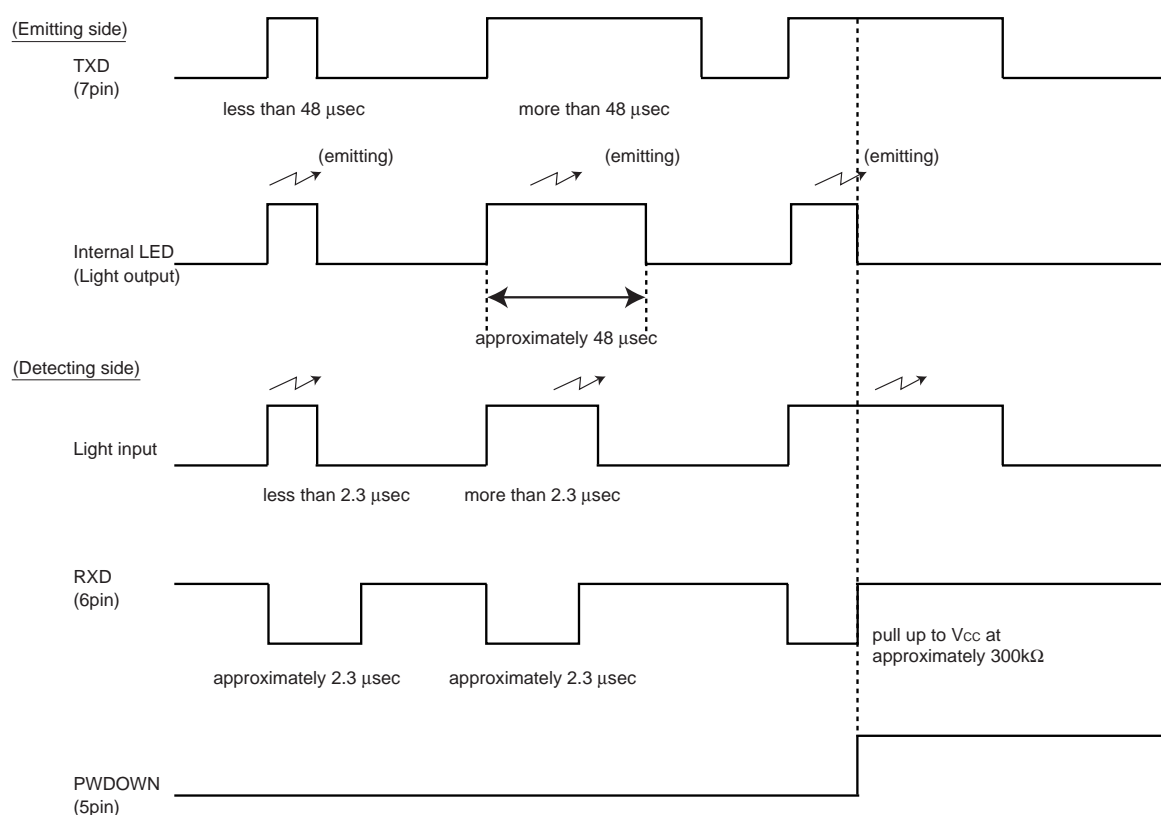 (Emitting side)
TXD
(7pin)
less than 48 μsec
more than 48 μsec
(emitting)
(emitting)
(emitting)
Internal LED
(Light output)
approximately 48 μsec
(Detecting side)
Light input
less than 2.3 μsec
more than 2.3 μsec
RXD
(6pin)
pull up to VCC at
approximately 300kΩ
approximately 2.3 μsec
approximately 2.3 μsec
PWDOWN
(5pin)